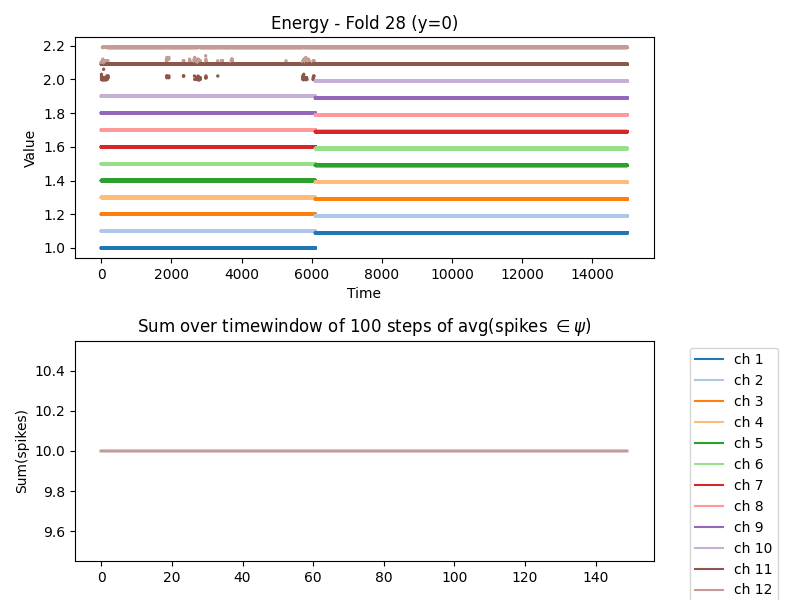 Energy - Fold 28 (y=0)
Value
2.2
2.0
1.8
1.6
1.4
1.2
1.0
0 2000 4000 6000 8000 10000 12000 14000
Time
Sum over timewindow of 100 steps of avg(spikes ∈ ψ)
Sum(spikes)
10.4
10.2
10.0
9.8
9.6
0 20 40 60 80 100 120 140
ch 1
ch 2
ch 3
ch 4
ch 5
ch 6
ch 7
ch 8
ch 9
ch 10
ch 11
ch 12